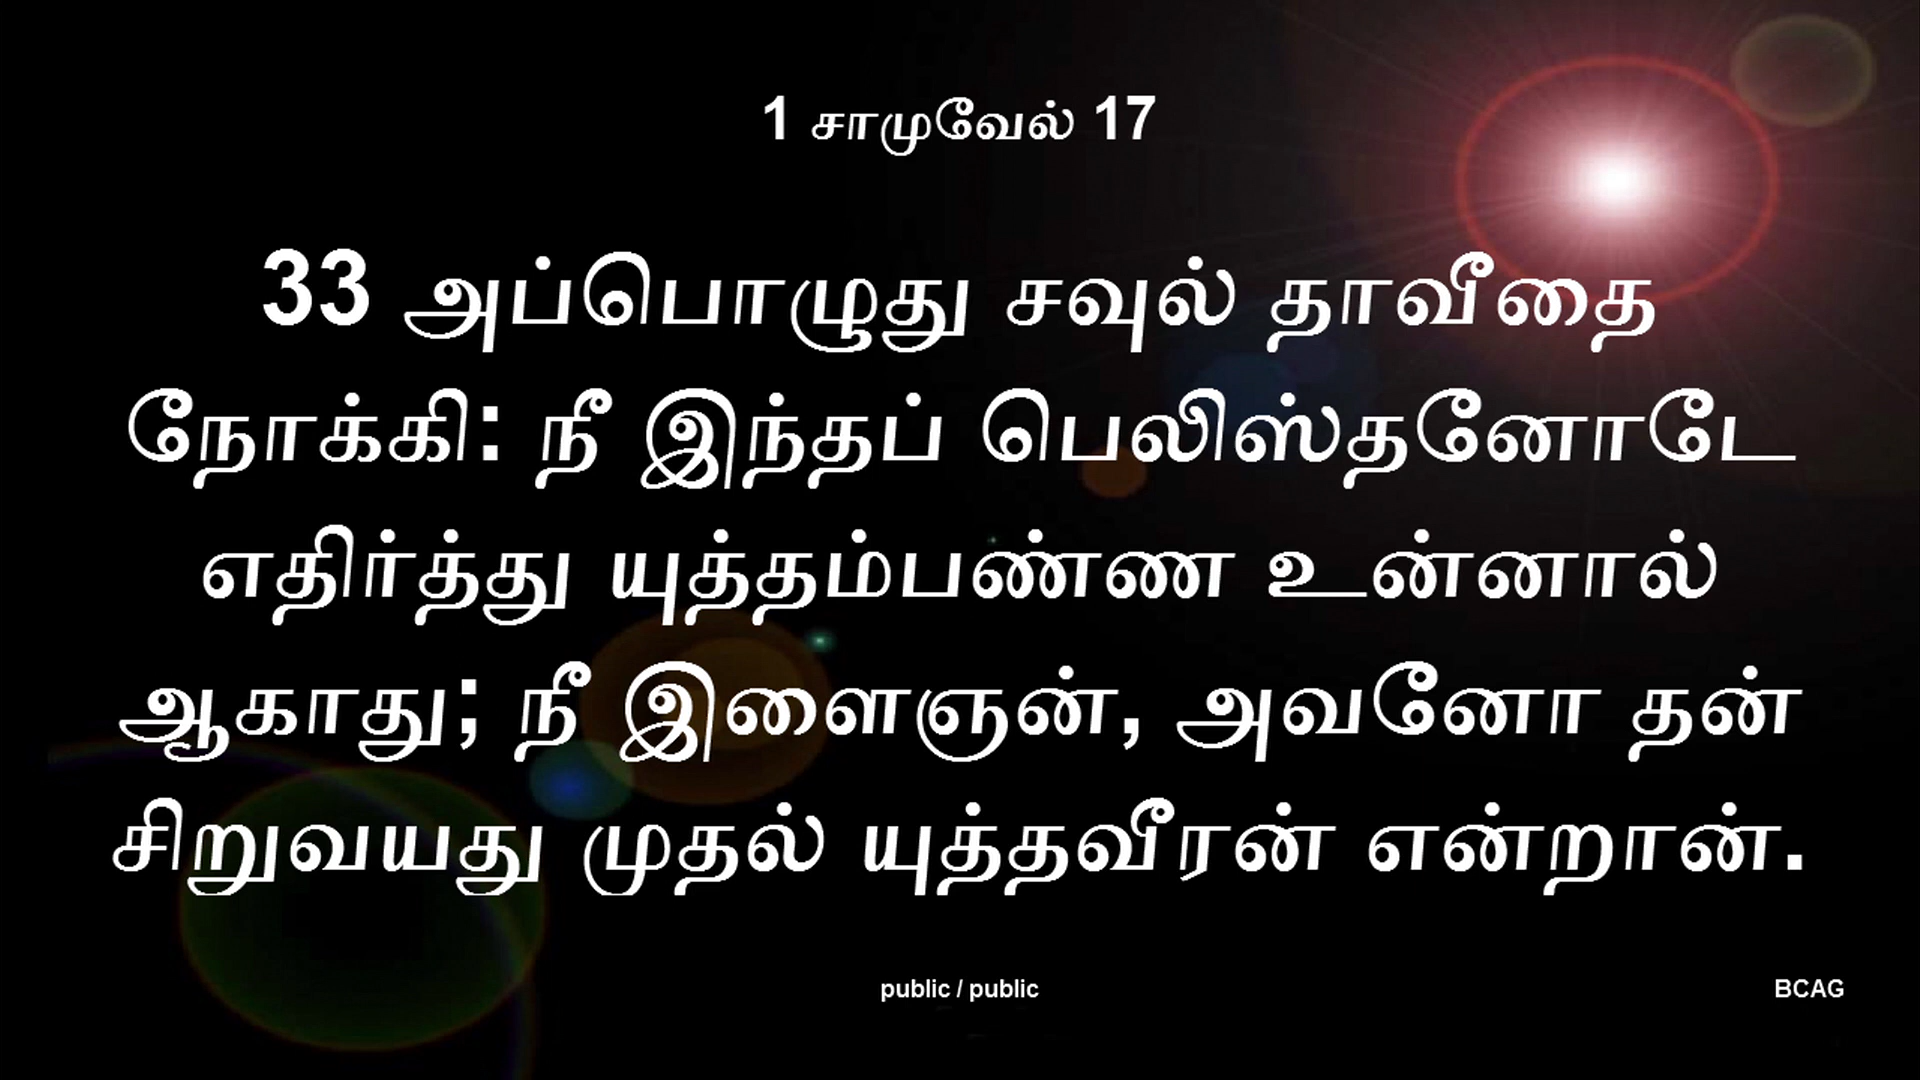 1 சாமுவேல் 17
33 அப்பொழுது சவுல் தாவீதை
நோக்கி: நீ இந்தப் பெலிஸ்தனோடே
எதிர்த்து யுத்தம்பண்ண உன்னால்
ஆகாது; நீ இளைஞன், அவனோ தன்
சிறுவயது முதல் யுத்தவீரன் என்றான்.
public / public
BCAG